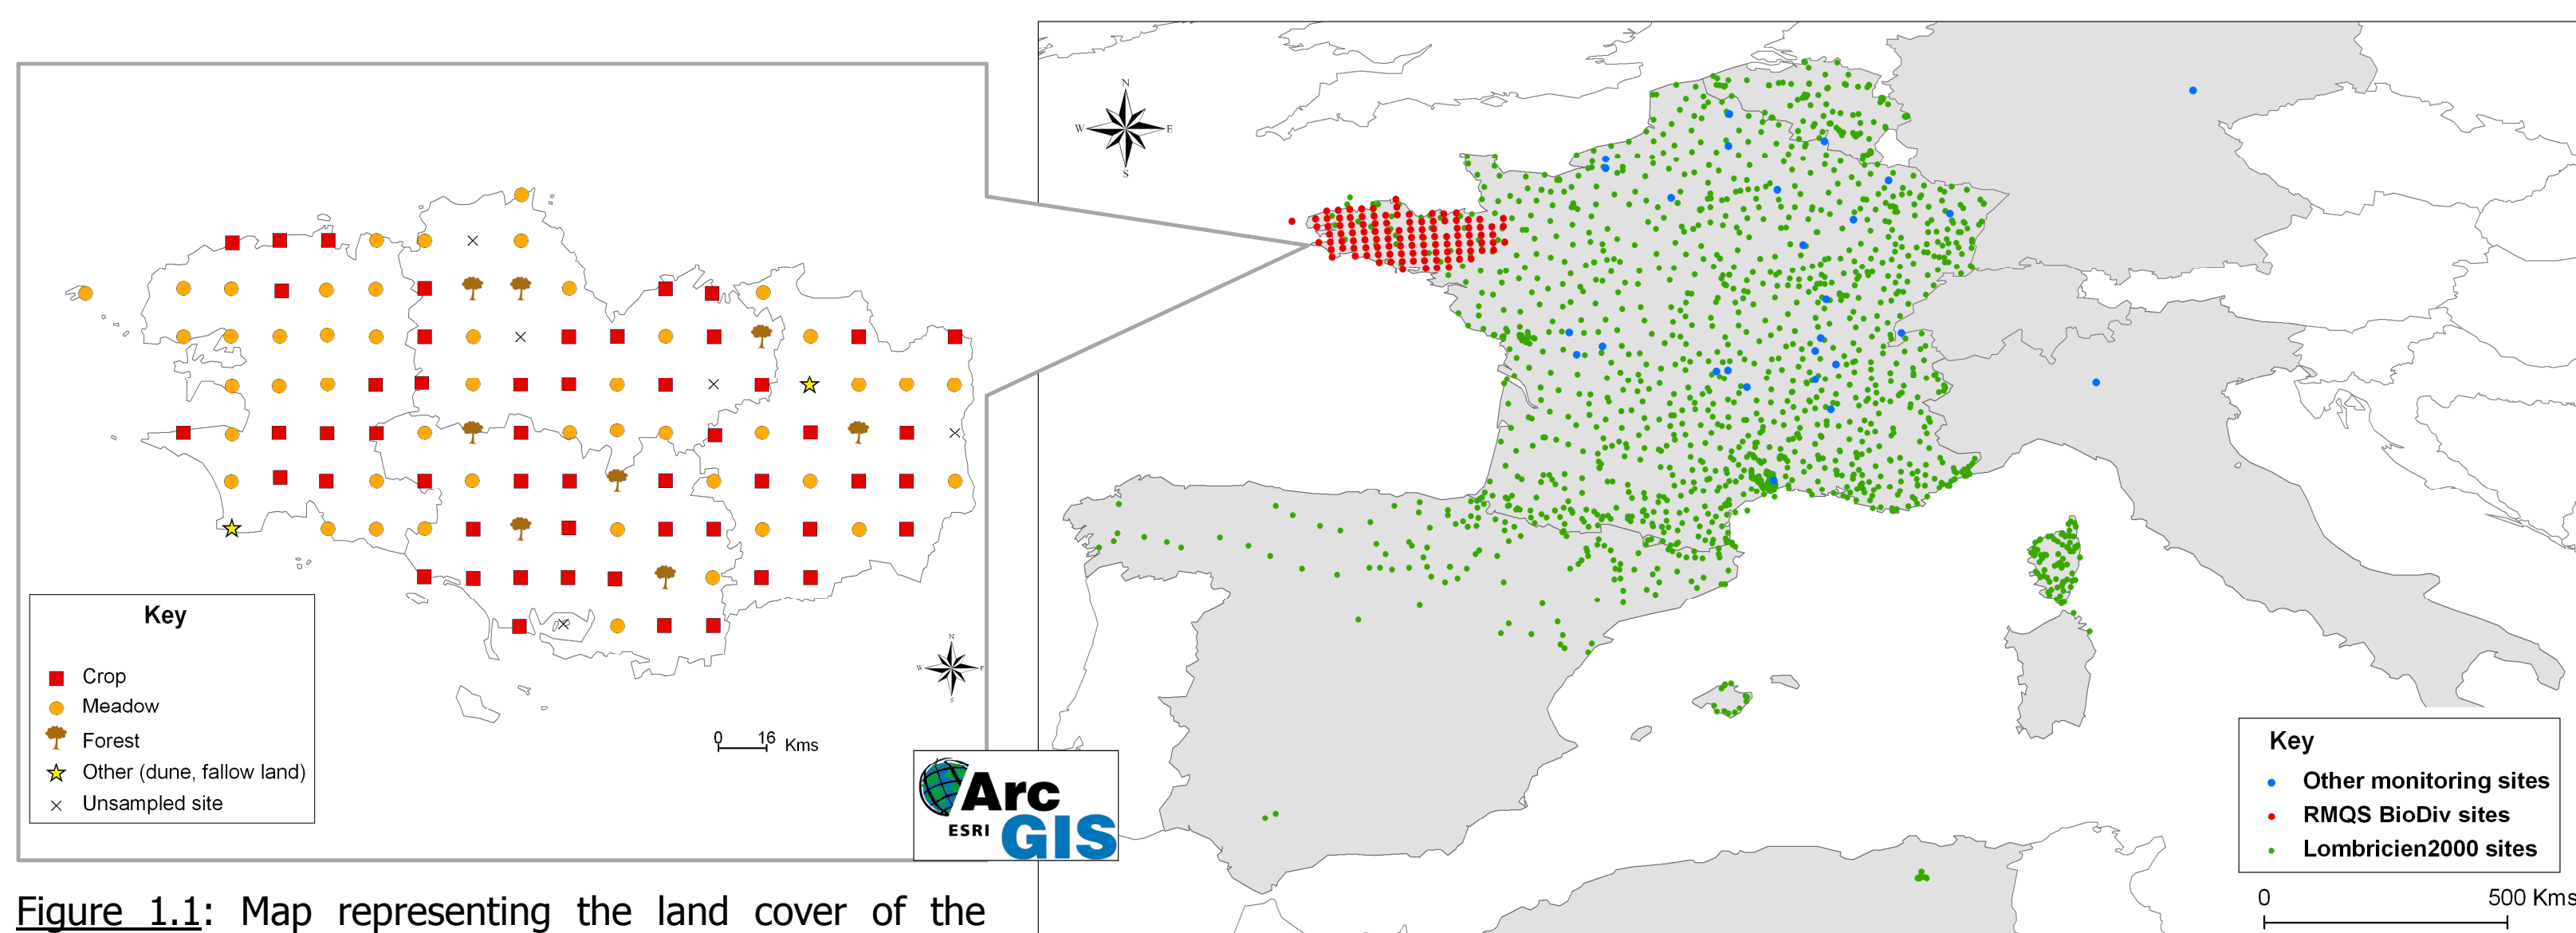 N
W E
S
Key
Crop
Meadow
Forest
Other (dune, fallow land)
Unsampled site
N
W E
S
0 16 Kms
Arc
ESRI GIS
Key
Other monitoring sites
RMQS BioDiv sites
Lombricien2000 sites
0 500 Kms
Figure 1.1: Map representing the land cover of the